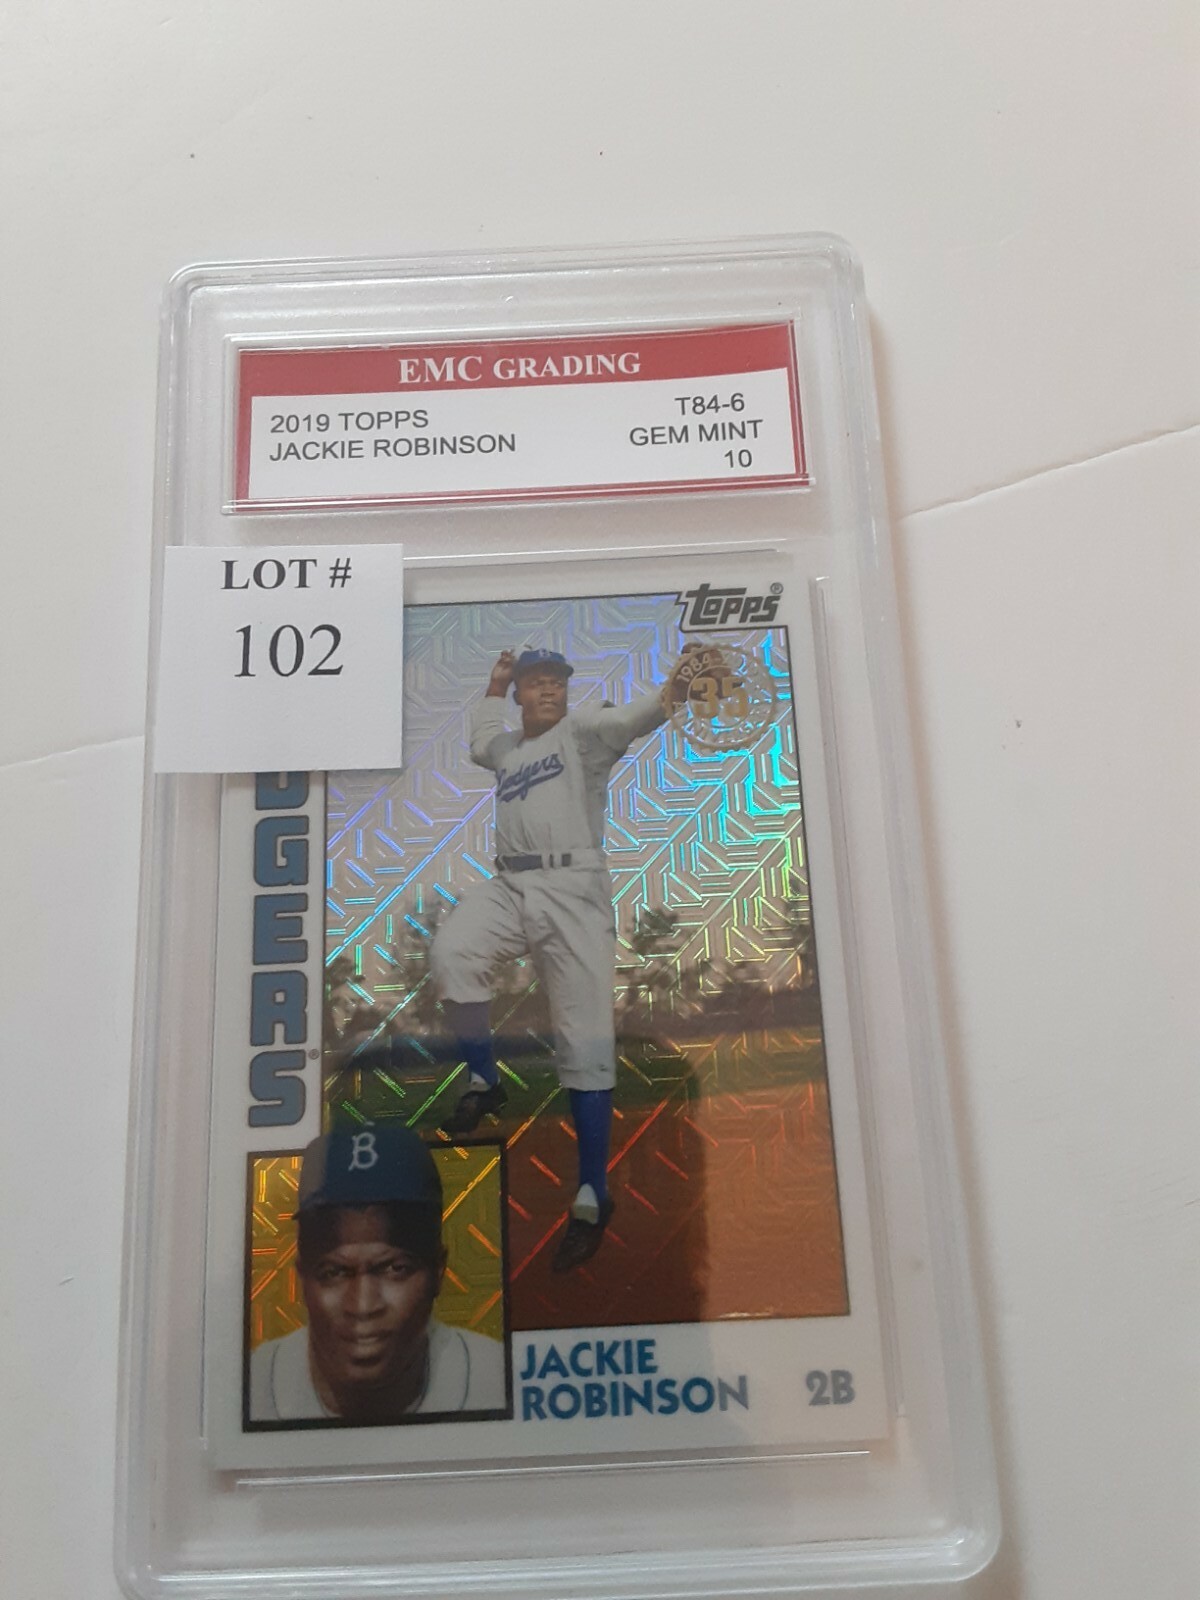 EMC GRADING
2019 TOPPS
JACKIE ROBINSON
T84-6
GEM MINT
10
LOT #
102
topps®
1984
35
Dodgers
DGERS®
B
JACKIE
ROBINSON
2B